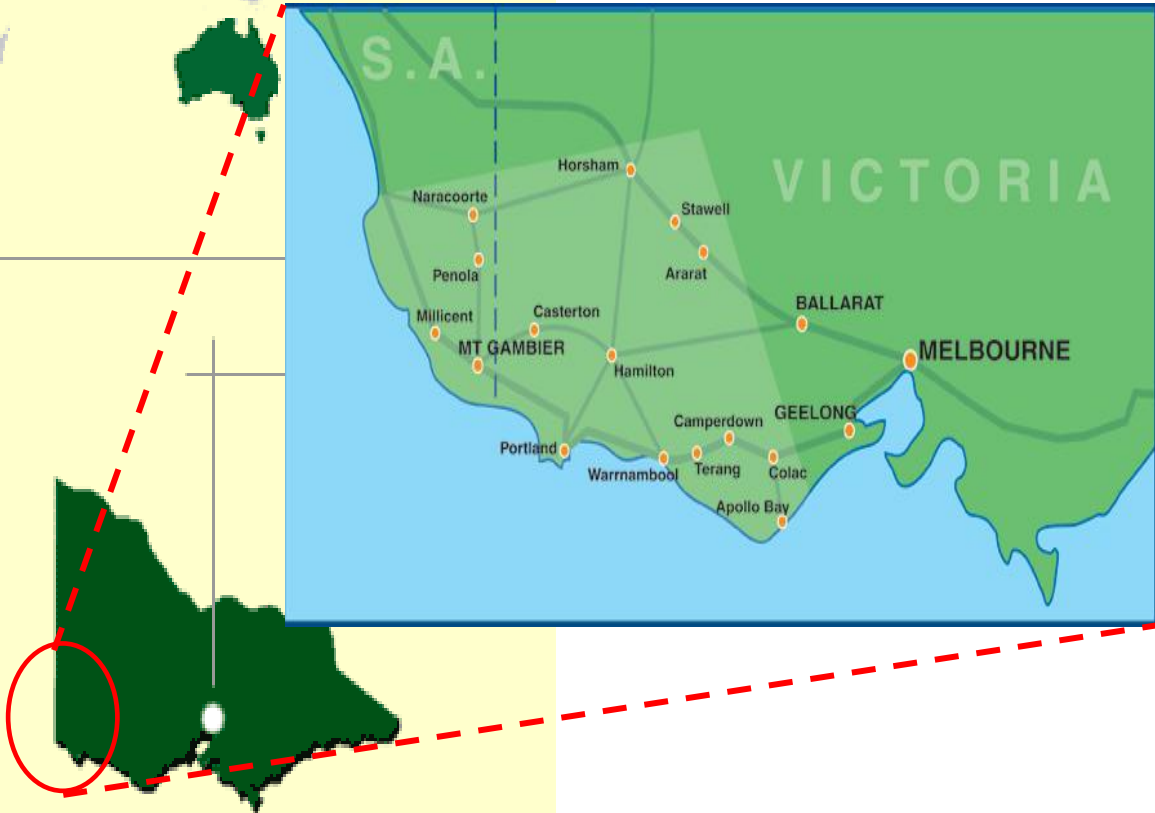 S.A.
VICTORIA
Horsham
Naracoorte
Stawell
Penola
Ararat
BALLARAT
Casterton
Millicent
MT GAMBIER
MELBOURNE
Hamilton
Camperdown
GEELONG
Portland
Warrnambool
Terang
Colac
Apollo Bay